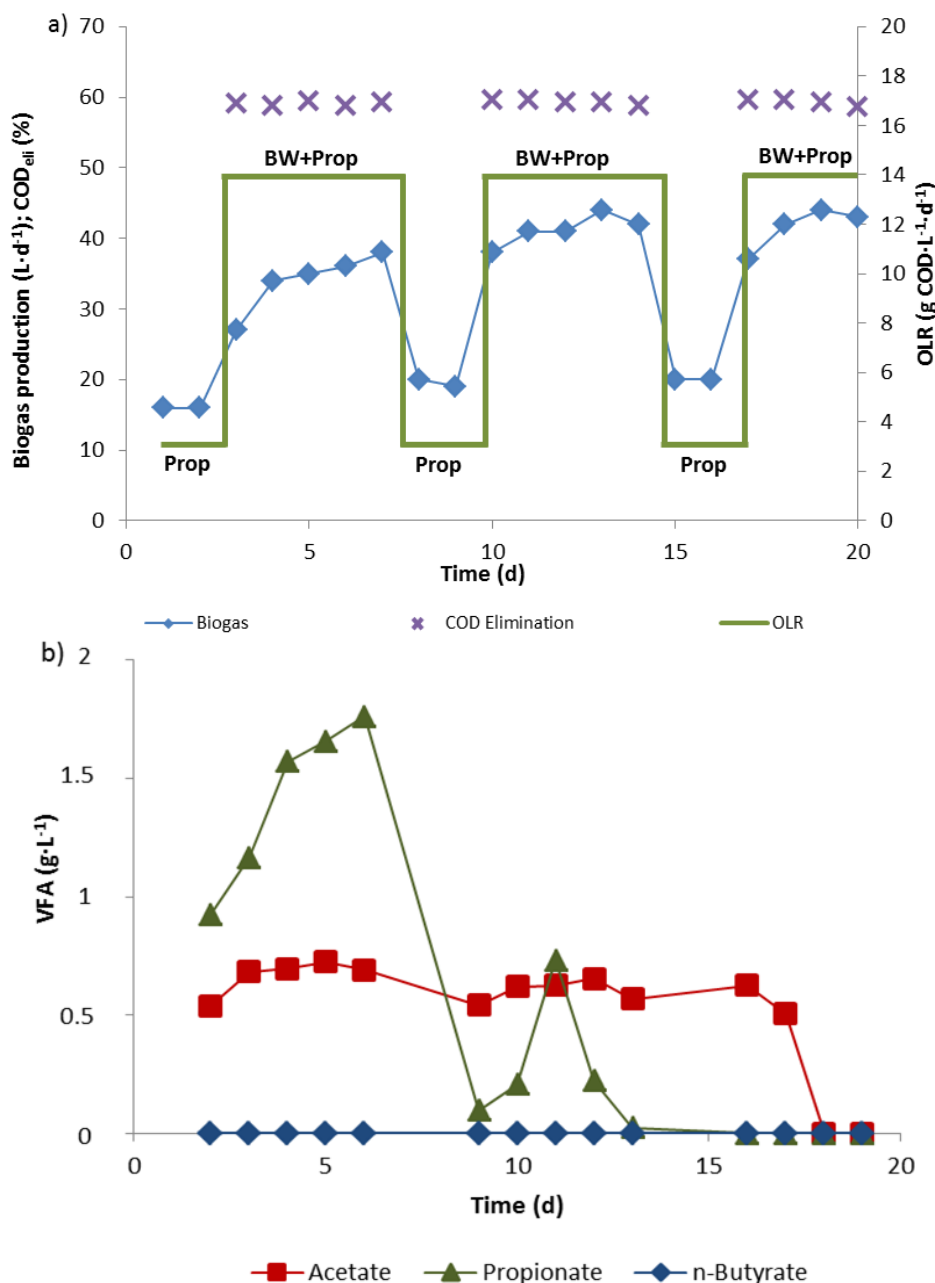 a)
Biogas production (L·d⁻¹); COD_eli (%)
70
60
50
40
30
20
10
0
BW+Prop
BW+Prop
BW+Prop
Prop
Prop
Prop
20
18
16
14
12
10
8
6
4
2
0
OLR (g COD·L⁻¹·d⁻¹)
0 5 10 15 20
Time (d)
Biogas COD Elimination OLR
b)
VFA (g·L⁻¹)
2
1.5
1
0.5
0
0 5 10 15 20
Time (d)
Acetate Propionate n-Butyrate